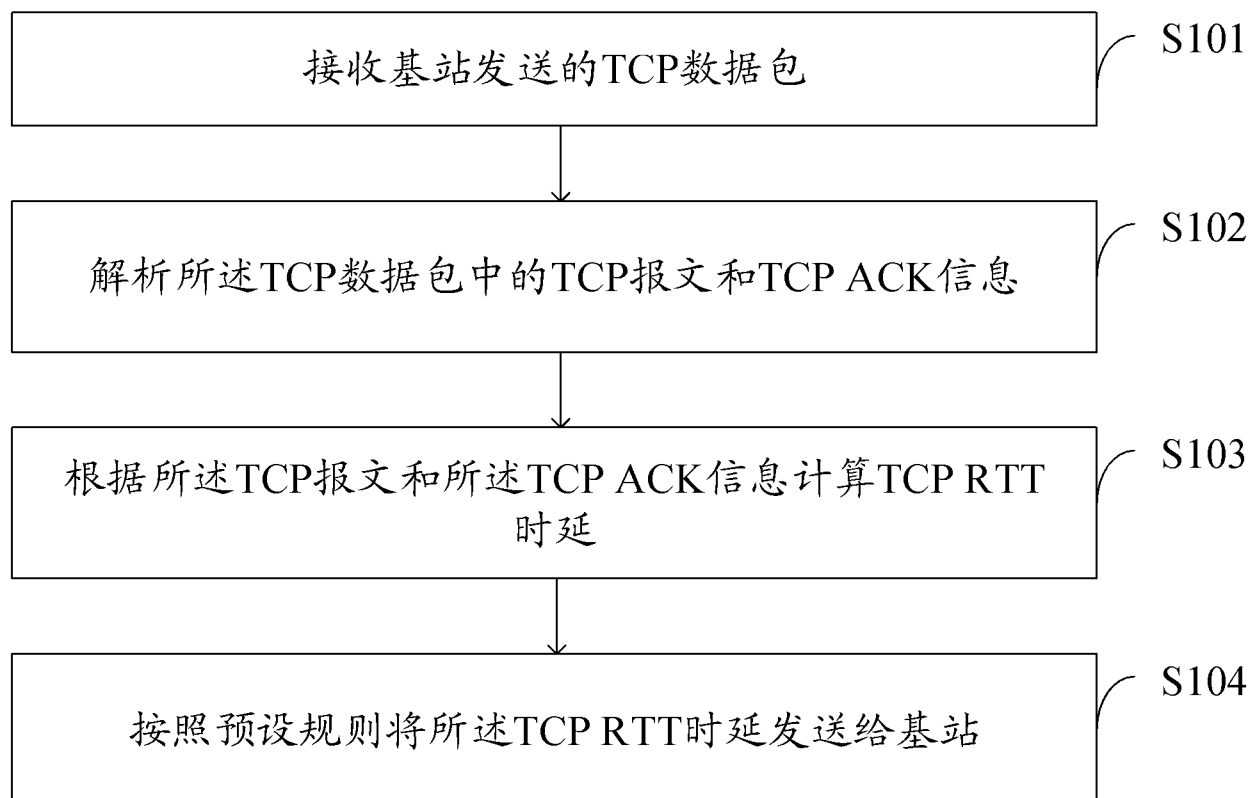 接收基站发送的TCP数据包
S101
解析所述TCP数据包中的TCP报文和TCP ACK信息
S102
根据所述TCP报文和所述TCP ACK信息计算TCP RTT
时延
S103
按照预设规则将所述TCP RTT时延发送给基站
S104